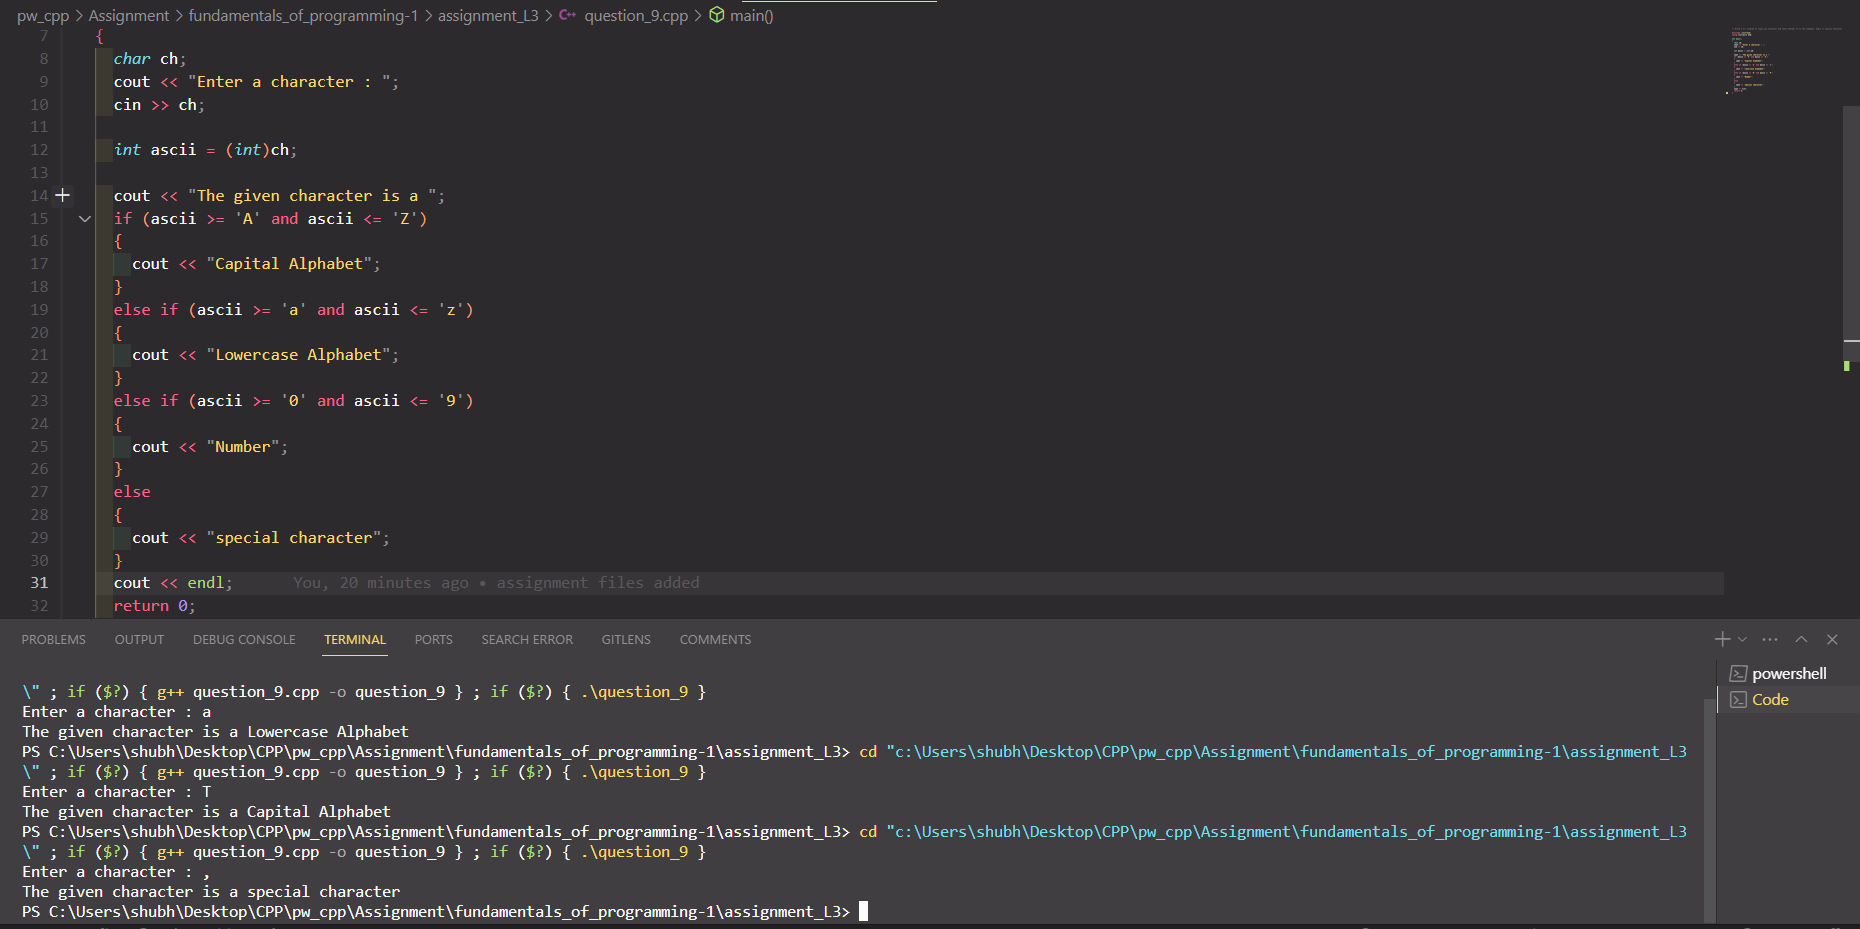 pw_cpp > Assignment > fundamentals_of_programming-1 > assignment_L3 > C++ question_9.cpp > main()
7 {
8 char ch;
9 cout << "Enter a character : ";
10 cin >> ch;
11
12 int ascii = (int)ch;
13
14 cout << "The given character is a ";
15 if (ascii >= 'A' and ascii <= 'Z')
16 {
17 cout << "Capital Alphabet";
18 }
19 else if (ascii >= 'a' and ascii <= 'z')
20 {
21 cout << "Lowercase Alphabet";
22 }
23 else if (ascii >= '0' and ascii <= '9')
24 {
25 cout << "Number";
26 }
27 else
28 {
29 cout << "special character";
30 }
31 cout << endl; You, 20 minutes ago • assignment files added
32 return 0;
PROBLEMS OUTPUT DEBUG CONSOLE TERMINAL PORTS SEARCH ERROR GITLENS COMMENTS
powershell
Code
\" ; if ($?) { g++ question_9.cpp -o question_9 } ; if ($?) { .\question_9 }
Enter a character : a
The given character is a Lowercase Alphabet
PS C:\Users\shubh\Desktop\CPP\pw_cpp\Assignment\fundamentals_of_programming-1\assignment_L3> cd "c:\Users\shubh\Desktop\CPP\pw_cpp\Assignment\fundamentals_of_programming-1\assignment_L3
\" ; if ($?) { g++ question_9.cpp -o question_9 } ; if ($?) { .\question_9 }
Enter a character : T
The given character is a Capital Alphabet
PS C:\Users\shubh\Desktop\CPP\pw_cpp\Assignment\fundamentals_of_programming-1\assignment_L3> cd "c:\Users\shubh\Desktop\CPP\pw_cpp\Assignment\fundamentals_of_programming-1\assignment_L3
\" ; if ($?) { g++ question_9.cpp -o question_9 } ; if ($?) { .\question_9 }
Enter a character : ,
The given character is a special character
PS C:\Users\shubh\Desktop\CPP\pw_cpp\Assignment\fundamentals_of_programming-1\assignment_L3>